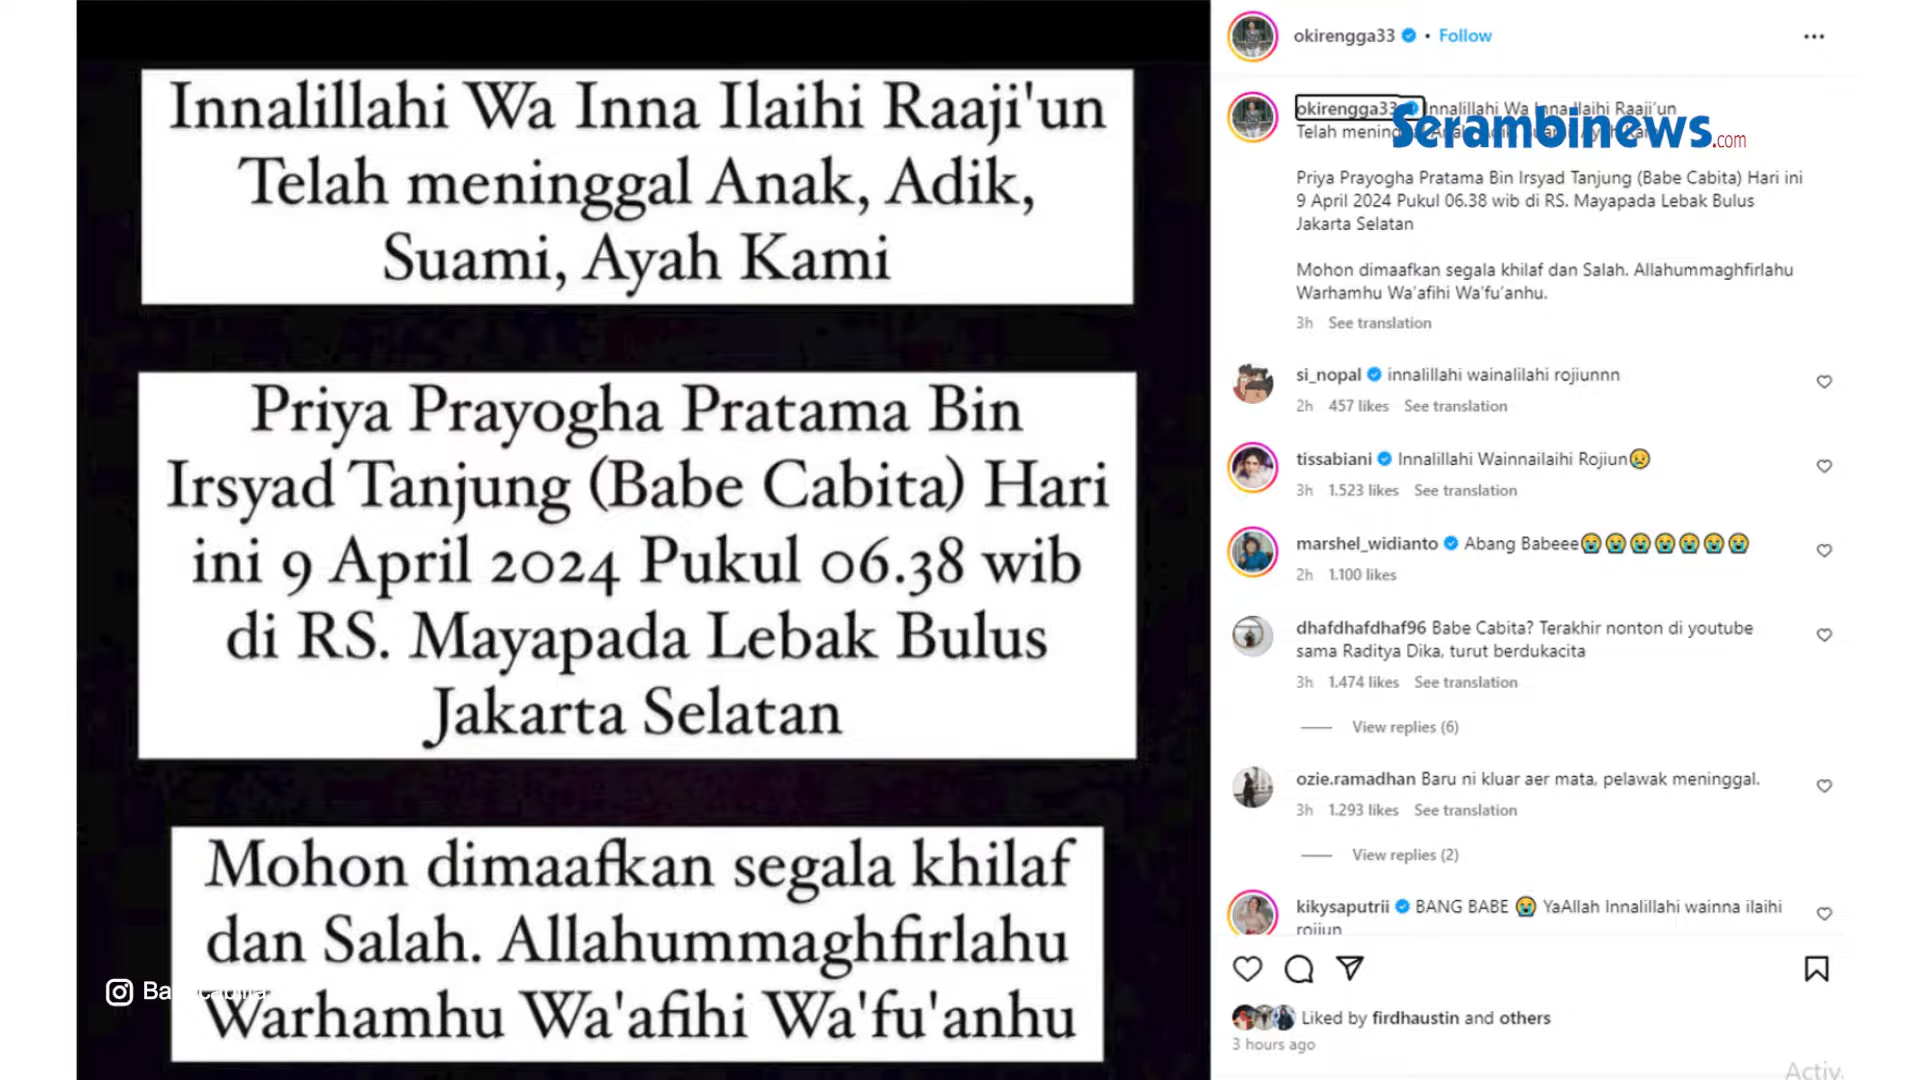 Innalillahi Wa Inna Ilaihi Raaji'un
Telah meninggal Anak, Adik,
Suami, Ayah Kami
Priya Prayogha Pratama Bin
Irsyad Tanjung (Babe Cabita) Hari
ini 9 April 2024 Pukul 06.38 wib
di RS. Mayapada Lebak Bulus
Jakarta Selatan
Mohon dimaafkan segala khilaf
dan Salah. Allahummaghfirlahu
Warhamhu Wa'afihi Wa'fu'anhu
okirengga33 • Follow
okirengga33 Innalillahi Wa Inna Ilaihi Raaji'un
Serambinews.com
Priya Prayogha Pratama Bin Irsyad Tanjung (Babe Cabita) Hari ini
9 April 2024 Pukul 06.38 wib di RS. Mayapada Lebak Bulus
Jakarta Selatan
Mohon dimaafkan segala khilaf dan Salah. Allahummaghfirlahu
Warhamhu Wa'afihi Wa'fu'anhu.
3h See translation
si_nopal innalillahi wainalilahi rojiunnn
2h 457 likes See translation
tissabiani Innalillahi Wainnailaihi Rojiun😢
3h 1.523 likes See translation
marshel_widianto Abang Babeee😭😭😭😭😭😭😭
2h 1.100 likes
dhafdhafdhaf96 Babe Cabita? Terakhir nonton di youtube
sama Raditya Dika, turut berdukacita
3h 1.474 likes See translation
View replies (6)
ozie.ramadhan Baru ni kluar aer mata, pelawak meninggal.
3h 1.293 likes See translation
View replies (2)
kikysaputrii BANG BABE 😭 YaAllah Innalillahi wainna ilaihi
rojiun
Liked by firdhaustin and others
3 hours ago